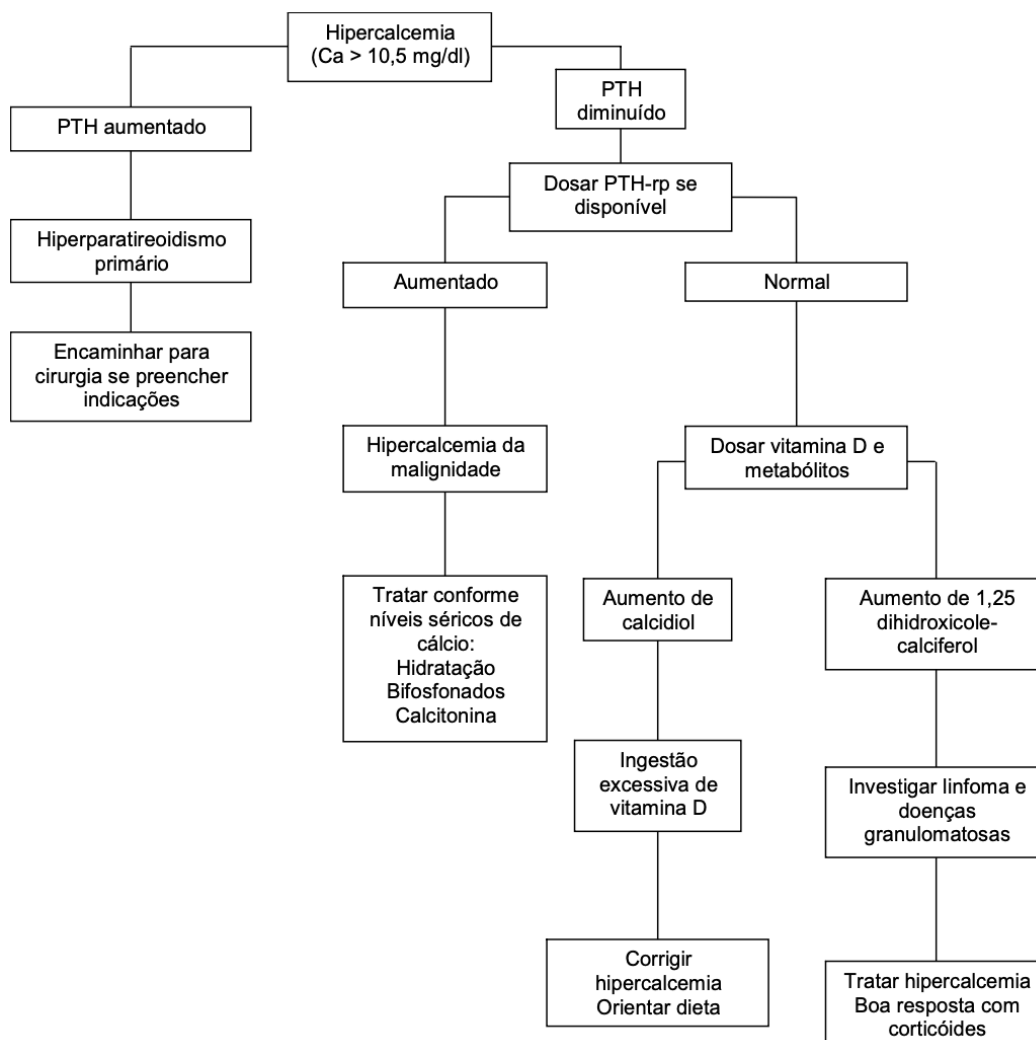 Hipercalcemia
(Ca > 10,5 mg/dl)
PTH
diminuído
PTH aumentado
Dosar PTH-rp se
disponível
Hiperparatireoidismo
primário
Aumentado
Normal
Encaminhar para
cirurgia se preencher
indicações
Hipercalcemia da
malignidade
Dosar vitamina D e
metabólitos
Tratar conforme
níveis séricos de
cálcio:
Hidratação
Bifosfonados
Calcitonina
Aumento de
calcidiol
Aumento de 1,25
dihidroxicole-
calciferol
Ingestão
excessiva de
vitamina D
Investigar linfoma e
doenças
granulomatosas
Corrigir
hipercalcemia
Orientar dieta
Tratar hipercalcemia
Boa resposta com
corticóides